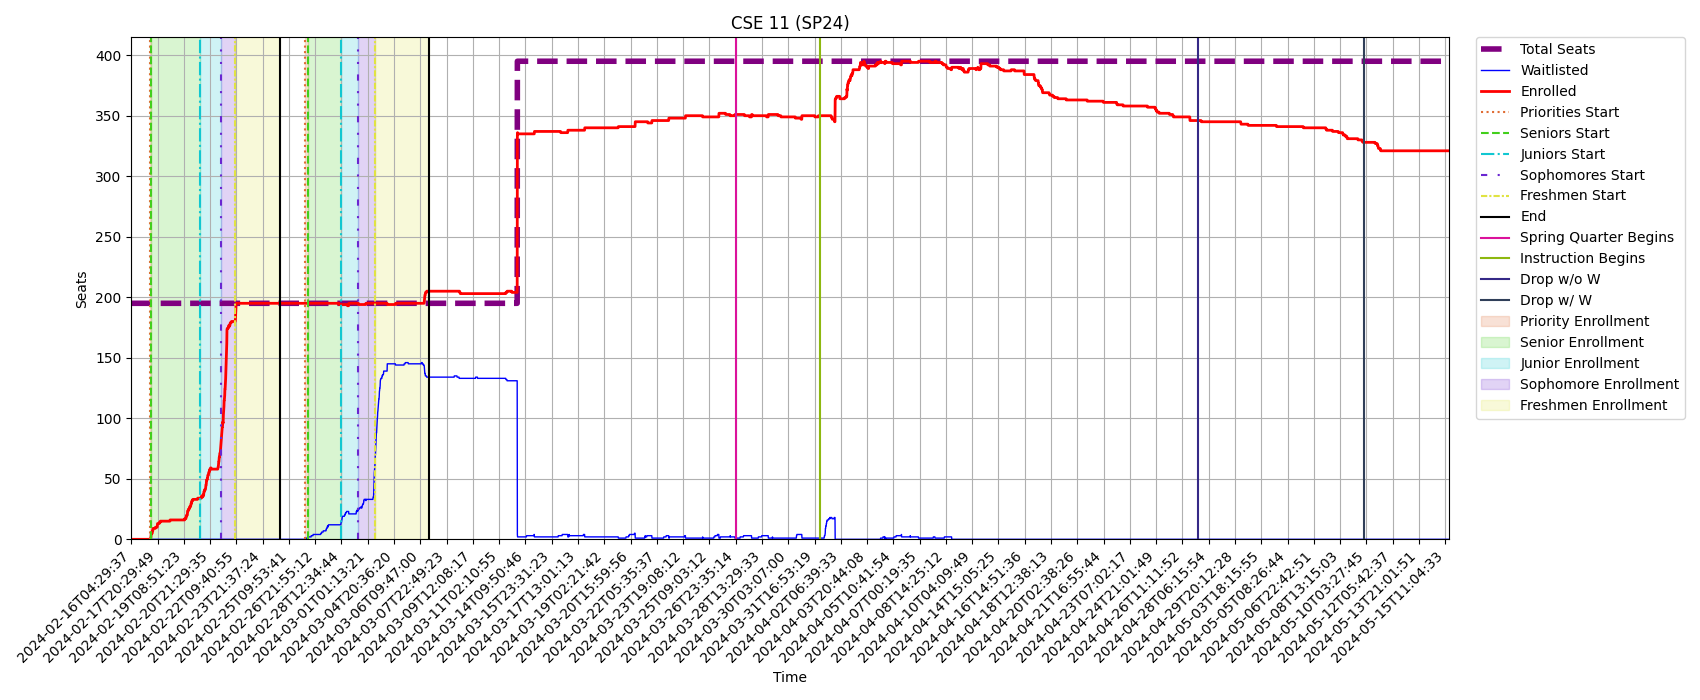 CSE 11 (SP24)
Seats
400
350
300
250
200
150
100
50
0
2024-02-16T04:29:37
2024-02-17T20:29:49
2024-02-19T08:51:23
2024-02-20T21:29:35
2024-02-22T09:40:55
2024-02-23T21:37:24
2024-02-25T09:53:41
2024-02-26T21:55:12
2024-02-28T12:34:44
2024-03-01T01:13:21
2024-03-04T20:36:20
2024-03-06T09:47:00
2024-03-07T22:49:23
2024-03-09T12:08:17
2024-03-11T02:10:55
2024-03-14T09:50:46
2024-03-15T23:31:23
2024-03-17T13:01:13
2024-03-19T02:21:42
2024-03-20T15:59:56
2024-03-22T05:35:37
2024-03-23T19:08:12
2024-03-25T09:03:12
2024-03-26T23:35:14
2024-03-28T13:29:33
2024-03-30T03:07:00
2024-03-31T16:53:19
2024-04-02T06:39:33
2024-04-03T20:44:08
2024-04-05T10:41:54
2024-04-07T00:19:35
2024-04-08T14:25:12
2024-04-10T04:09:49
2024-04-14T15:05:25
2024-04-16T14:51:36
2024-04-18T12:38:13
2024-04-20T02:38:26
2024-04-21T16:55:44
2024-04-23T07:02:17
2024-04-24T21:01:49
2024-04-26T11:11:52
2024-04-28T06:15:54
2024-04-29T20:12:28
2024-05-03T18:15:55
2024-05-05T08:26:44
2024-05-06T22:42:51
2024-05-08T13:15:03
2024-05-10T03:27:45
2024-05-12T05:42:37
2024-05-13T21:01:51
2024-05-15T11:04:33
Time
Total Seats
Waitlisted
Enrolled
Priorities Start
Seniors Start
Juniors Start
Sophomores Start
Freshmen Start
End
Spring Quarter Begins
Instruction Begins
Drop w/o W
Drop w/ W
Priority Enrollment
Senior Enrollment
Junior Enrollment
Sophomore Enrollment
Freshmen Enrollment